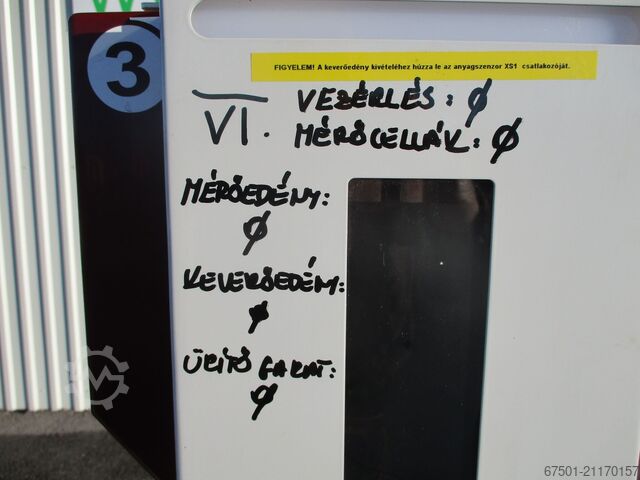 3
FIGYELEM! A keverőedény kivételéhez húzza le az anyagszenzor XS1 csatlakozóját.
VI.
VEZÉRLÉS: Ø
MÉRŐCELLÁK: Ø
MÉRŐEDÉNY:
Ø
KEVERŐEDÉNY:
Ø
ÜRÍTŐ GARAT:
Ø
67501-21170157